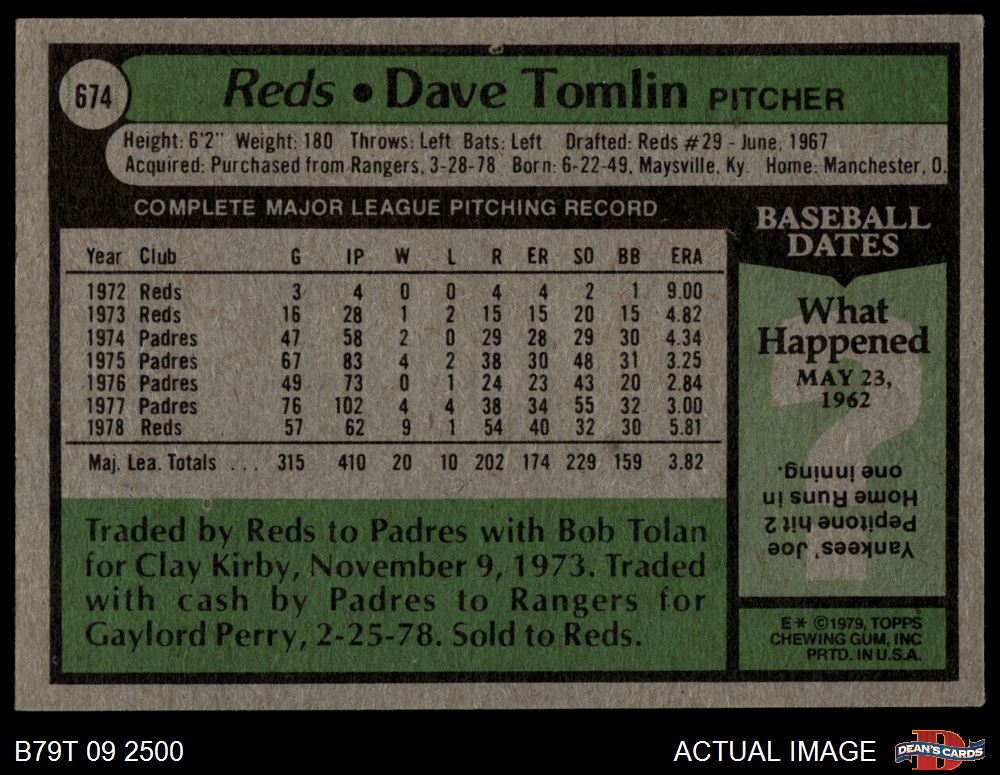 674
Reds • Dave Tomlin PITCHER
Height: 6'2" Weight: 180 Throws: Left Bats: Left Drafted: Reds #29 - June, 1967
Acquired: Purchased from Rangers, 3-28-78 Born: 6-22-49, Maysville, Ky. Home: Manchester, O.
COMPLETE MAJOR LEAGUE PITCHING RECORD
Year Club G IP W L R ER SO BB ERA
1972 Reds 3 4 0 0 4 4 2 1 9.00
1973 Reds 16 28 1 2 15 15 20 15 4.82
1974 Padres 47 58 2 0 29 28 29 30 4.34
1975 Padres 67 83 4 2 38 30 48 31 3.25
1976 Padres 49 73 0 1 24 23 43 20 2.84
1977 Padres 76 102 4 4 38 34 55 32 3.00
1978 Reds 57 62 9 1 54 40 32 30 5.81
Maj. Lea. Totals ... 315 410 20 10 202 174 229 159 3.82
Traded by Reds to Padres with Bob Tolan
for Clay Kirby, November 9, 1973. Traded
with cash by Padres to Rangers for
Gaylord Perry, 2-25-78. Sold to Reds.
BASEBALL
DATES
What
Happened
MAY 23,
1962
Yankees' Joe
Pepitone hit 2
Home Runs in
one inning.
E* ©1979, TOPPS
CHEWING GUM, INC
PRTD. IN U.S.A.
B79T 09 2500
ACTUAL IMAGE
D
DEAN'S CARDS